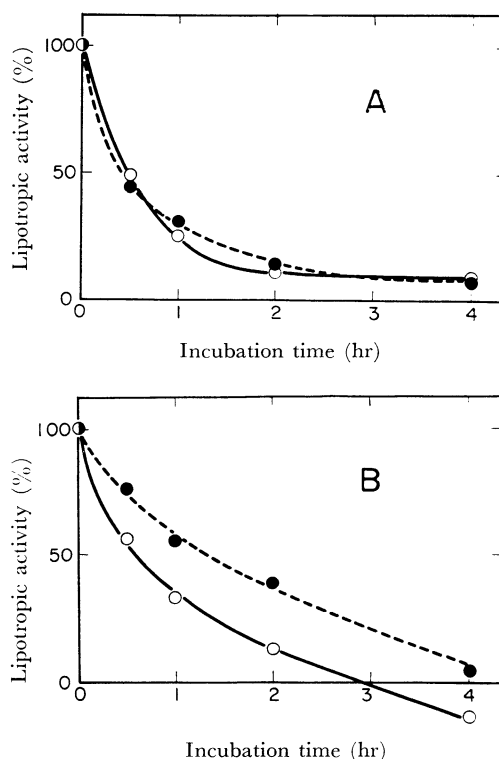 Lipotropic activity (%)
100
50
0
A
0 1 2 3 4
Incubation time (hr)
Lipotropic activity (%)
100
50
0
B
0 1 2 3 4
Incubation time (hr)